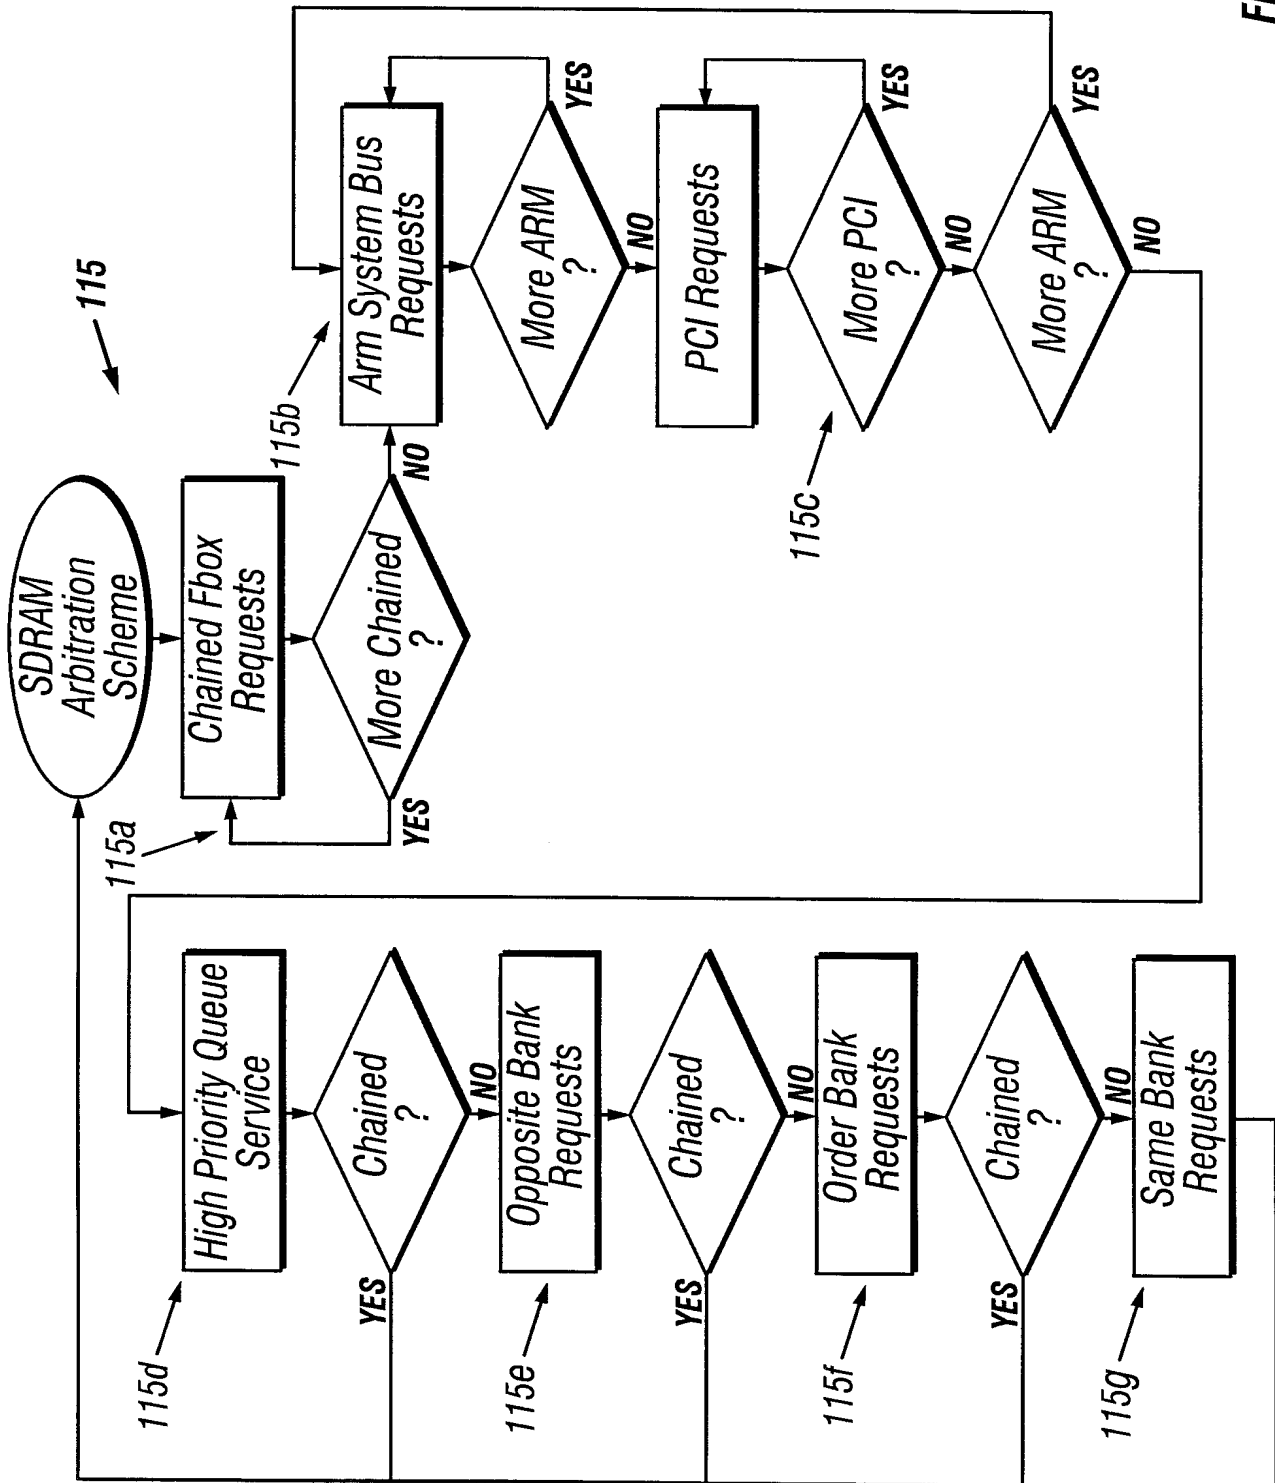 115
SDRAM
Arbitration
Scheme
115a
Chained Fbox
Requests
More Chained
?
YES
NO
115b
Arm System Bus
Requests
More ARM
?
YES
NO
PCI Requests
115c
More PCI
?
YES
NO
More ARM
?
YES
NO
115d
High Priority Queue
Service
Chained
?
YES
NO
115e
Opposite Bank
Requests
Chained
?
YES
NO
115f
Order Bank
Requests
Chained
?
YES
NO
115g
Same Bank
Requests